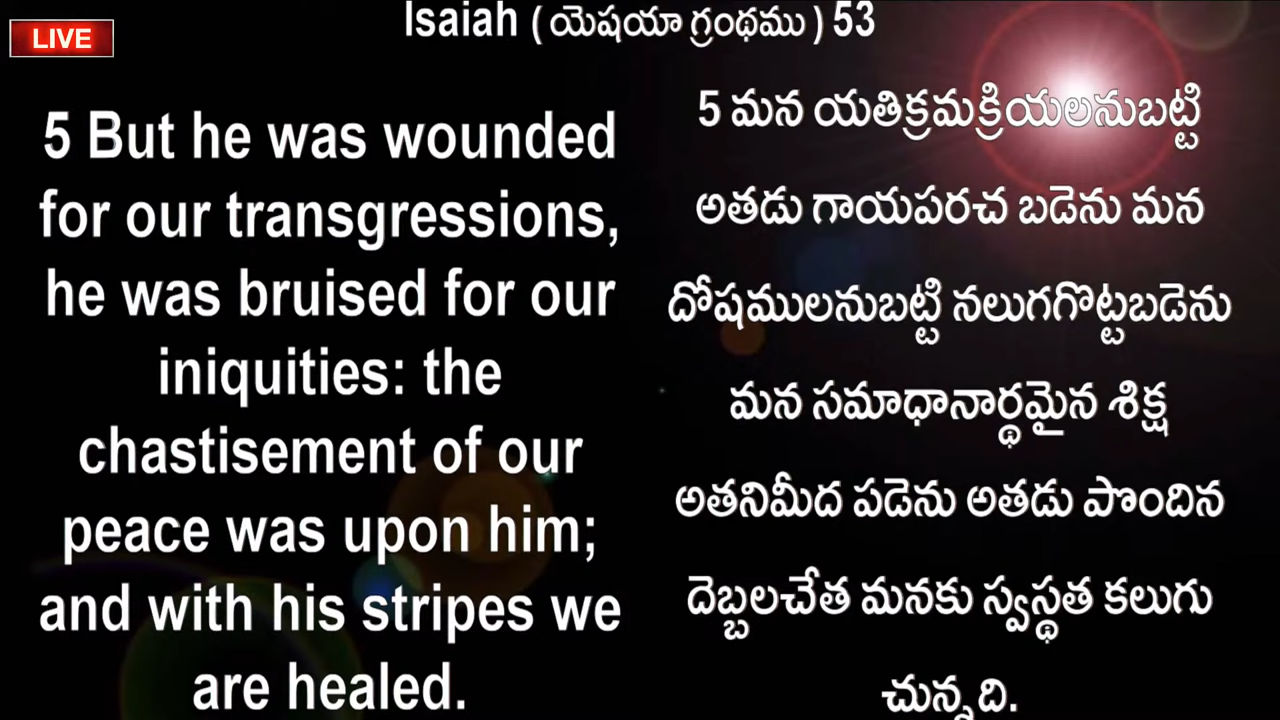 Isaiah ( యెషయా గ్రంథము ) 53
LIVE
5 But he was wounded
for our transgressions,
he was bruised for our
iniquities: the
chastisement of our
peace was upon him;
and with his stripes we
are healed.
5 మన యతిక్రమక్రియలనుబట్టి
అతడు గాయపరచ బడెను మన
దోషములనుబట్టి నలుగగొట్టబడెను
మన సమాధానార్థమైన శిక్ష
అతనిమీద పడెను అతడు పొందిన
దెబ్బలచేత మనకు స్వస్థత కలుగు
చున్నది.